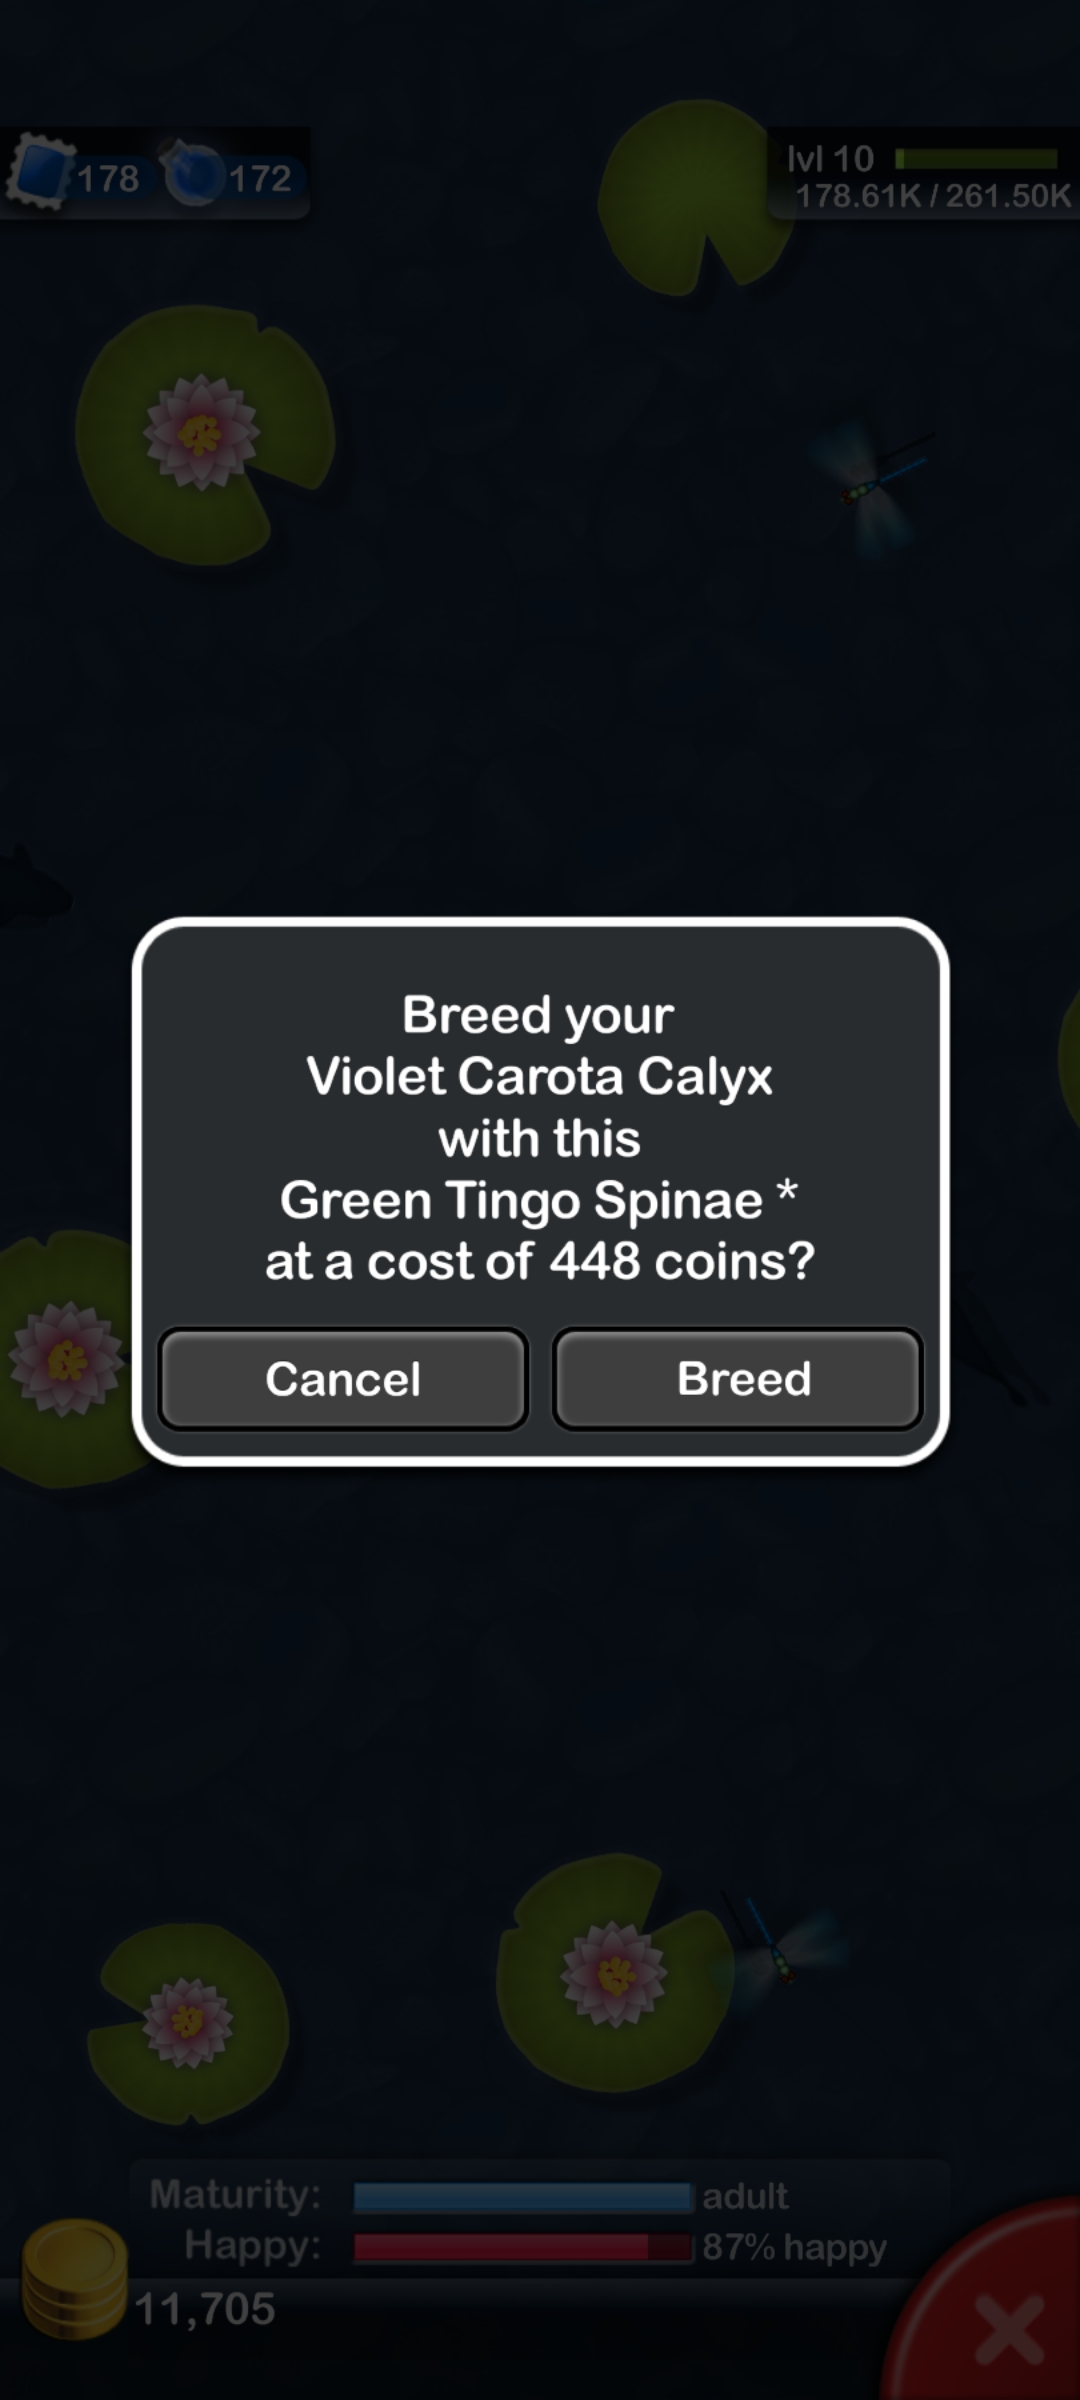 178 172
lvl 10
178.61K / 261.50K
Breed your
Violet Carota Calyx
with this
Green Tingo Spinae *
at a cost of 448 coins?
Cancel Breed
Maturity: adult
Happy: 87% happy
11,705